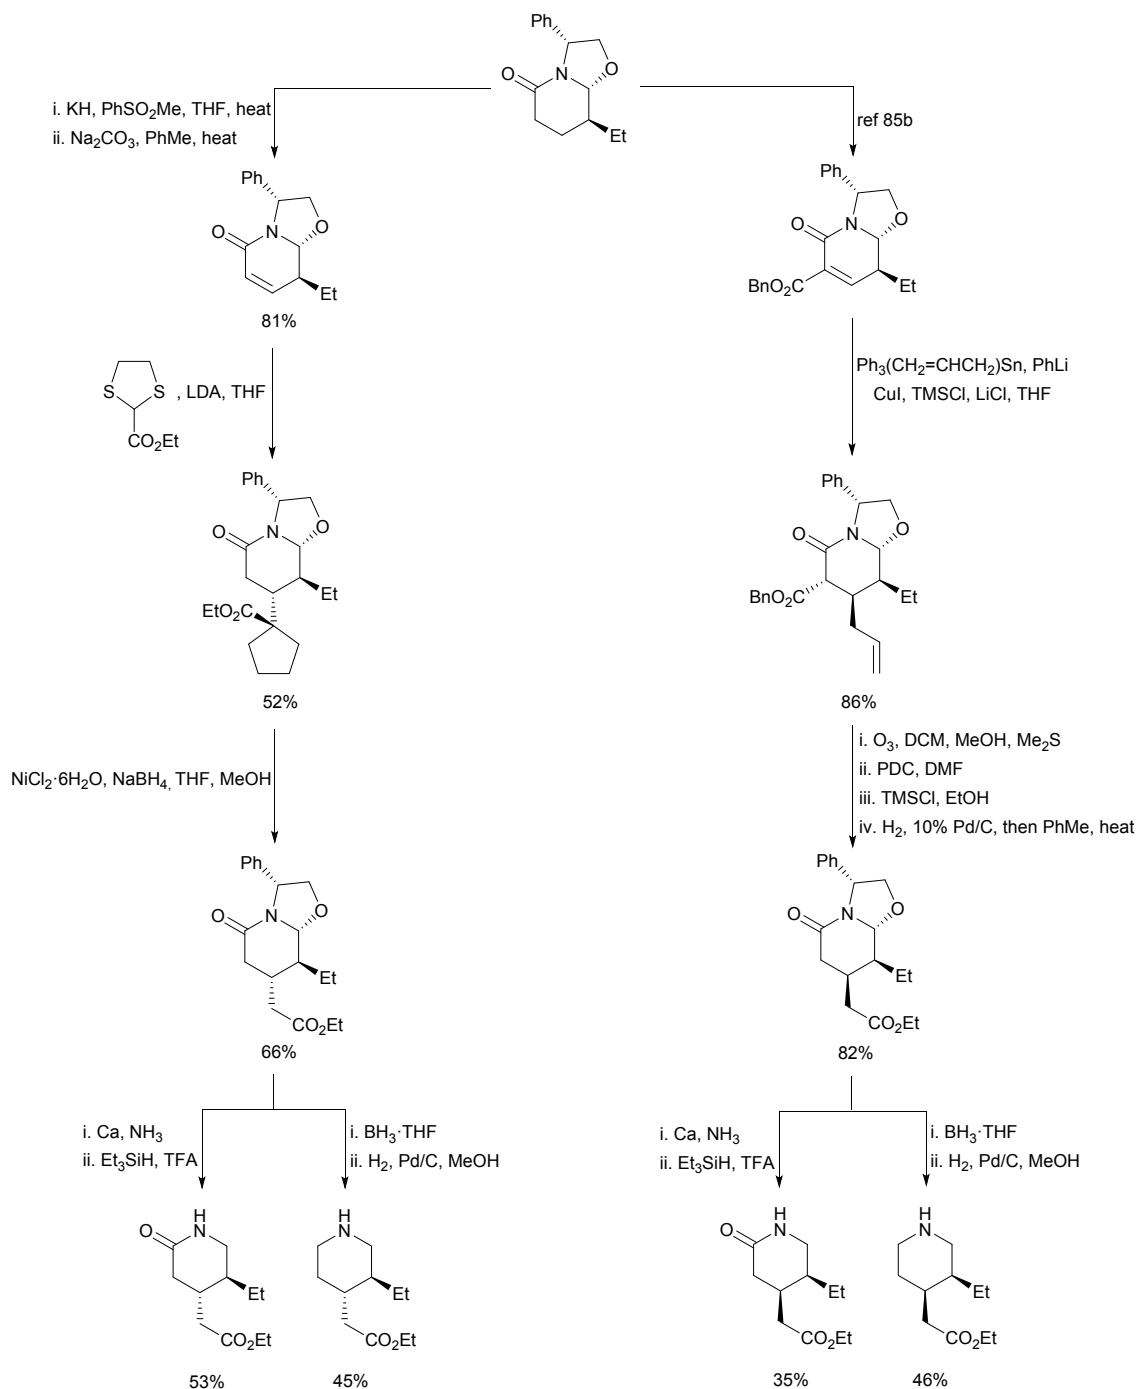 Ph
N
O
O
Et
i. KH, PhSO2Me, THF, heat
ii. Na2CO3, PhMe, heat
ref 85b
Ph
N
O
O
Et
81%
Ph
N
O
O
BnO2C
Et
S
S
, LDA, THF
CO2Et
Ph3(CH2=CHCH2)Sn, PhLi
CuI, TMSCl, LiCl, THF
Ph
N
O
O
Et
EtO2C
52%
Ph
N
O
O
BnO2C
Et
86%
NiCl2·6H2O, NaBH4, THF, MeOH
i. O3, DCM, MeOH, Me2S
ii. PDC, DMF
iii. TMSCl, EtOH
iv. H2, 10% Pd/C, then PhMe, heat
Ph
N
O
O
Et
CO2Et
66%
Ph
N
O
O
Et
CO2Et
82%
i. Ca, NH3
ii. Et3SiH, TFA
i. BH3·THF
ii. H2, Pd/C, MeOH
i. Ca, NH3
ii. Et3SiH, TFA
i. BH3·THF
ii. H2, Pd/C, MeOH
H
N
O
Et
CO2Et
53%
H
N
Et
CO2Et
45%
H
N
O
Et
CO2Et
35%
H
N
Et
CO2Et
46%